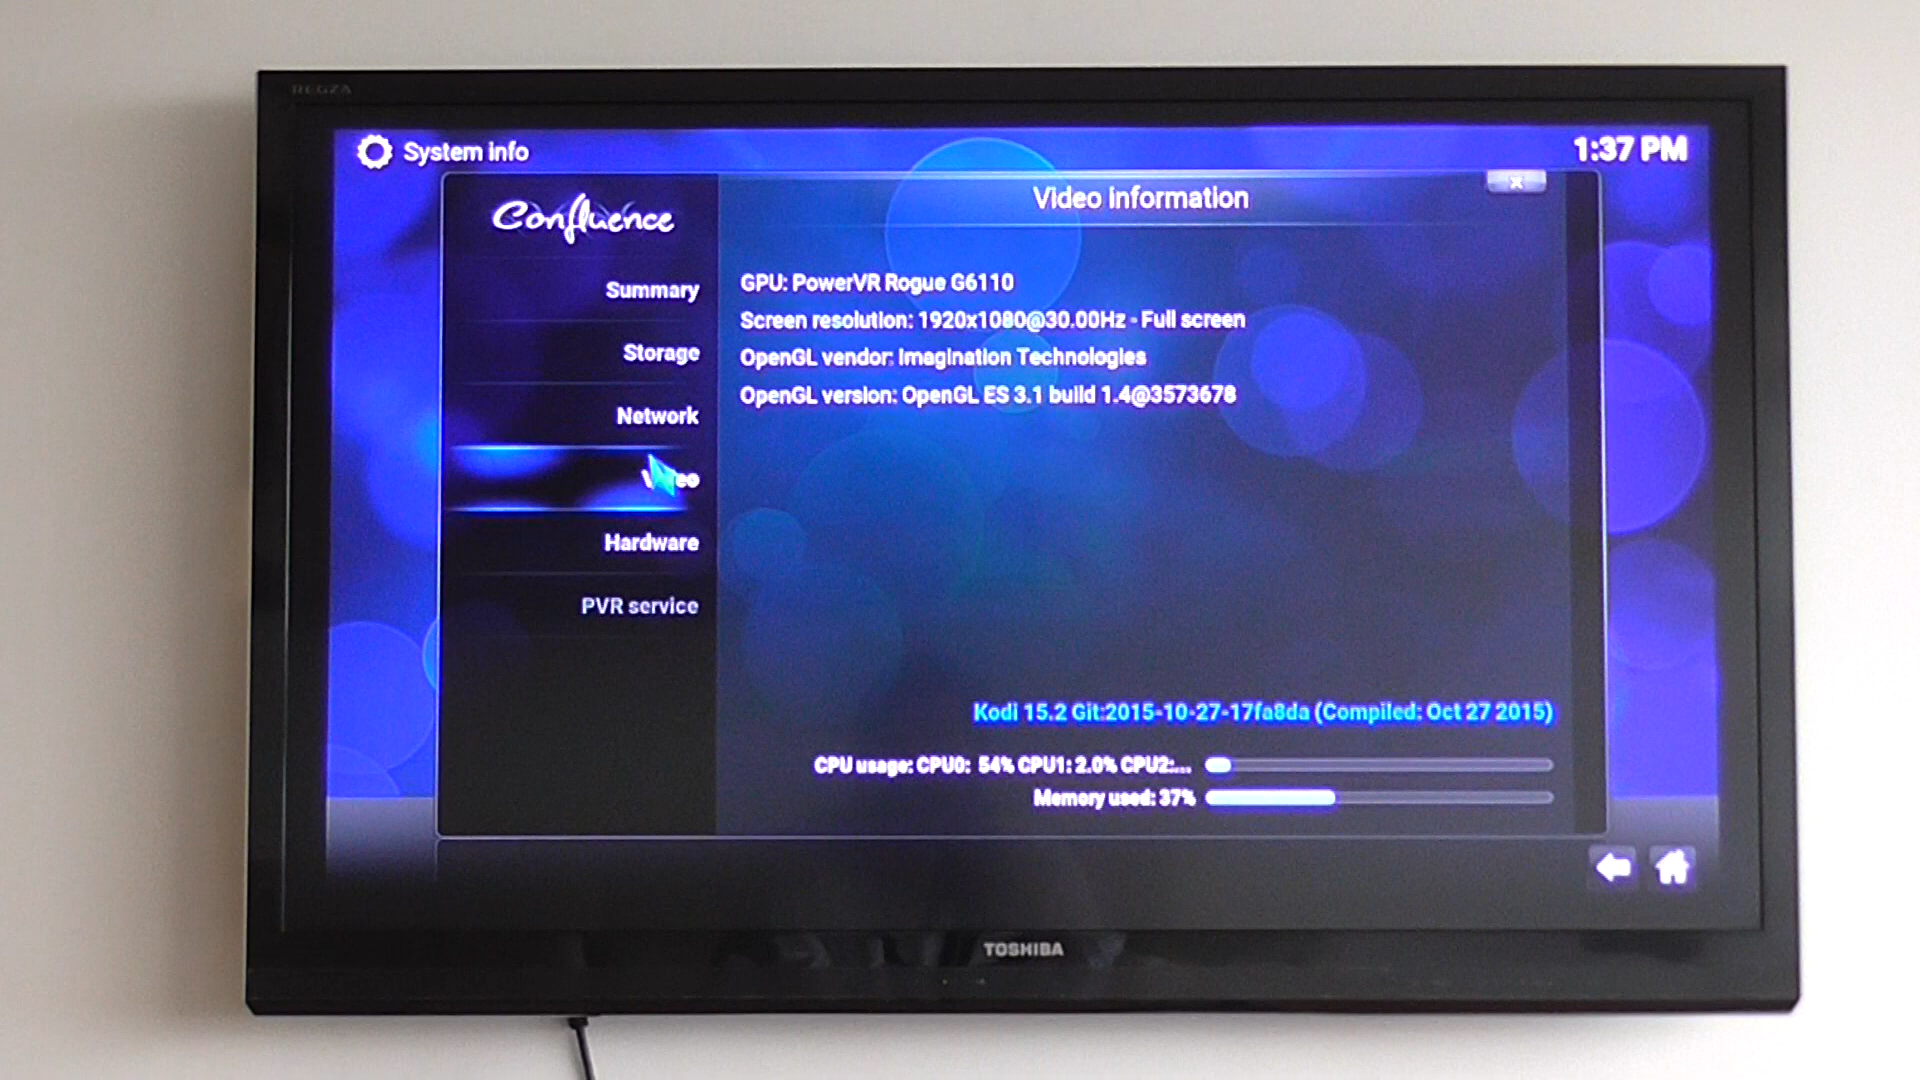 REGZA
System info
1:37 PM
Confluence
Video information
Summary
Storage
Network
Hardware
PVR service
GPU: PowerVR Rogue G6110
Screen resolution: 1920x1080@30.00Hz - Full screen
OpenGL vendor: Imagination Technologies
OpenGL version: OpenGL ES 3.1 build 1.4@3573678
Kodi 15.2 Git:2015-10-27-17fa8da (Compiled: Oct 27 2015)
CPU usage: CPU0: 54% CPU1: 2.0% CPU2:...
Memory used: 37%
TOSHIBA